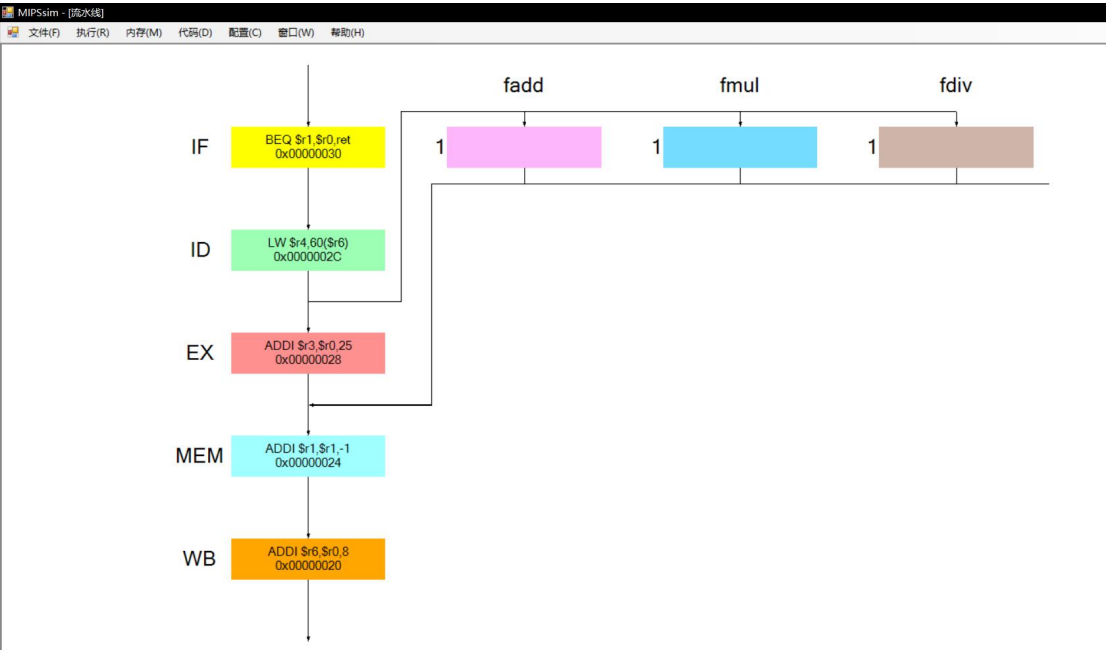 MIPSsim - [流水线]
文件(F) 执行(R) 内存(M) 代码(D) 配置(C) 窗口(W) 帮助(H)
fadd fmul fdiv
IF
BEQ $r1,$r0,ret
0x00000030
1
1
1
ID
LW $r4,60($r6)
0x0000002C
EX
ADDI $r3,$r0,25
0x00000028
MEM
ADDI $r1,$r1,-1
0x00000024
WB
ADDI $r6,$r0,8
0x00000020